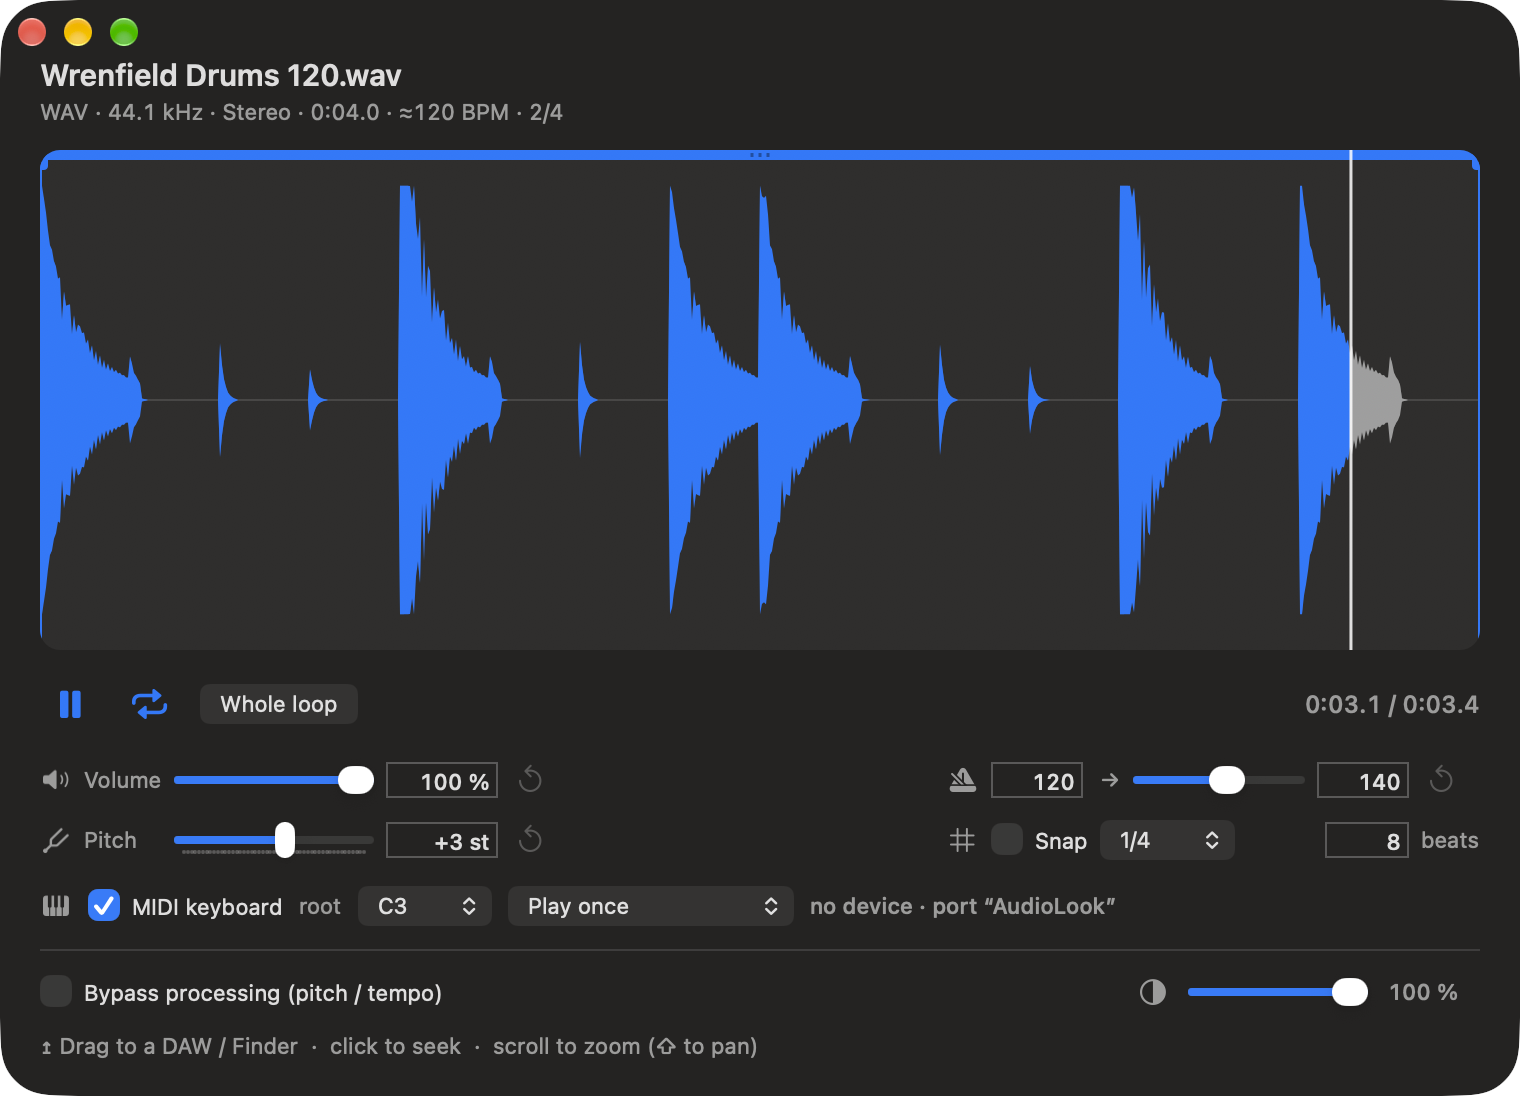 Wrenfield Drums 120.wav
WAV · 44.1 kHz · Stereo · 0:04.0 · ≈120 BPM · 2/4
Whole loop
0:03.1 / 0:03.4
Volume 100 % 120 → 140
Pitch +3 st Snap 1/4 8 beats
MIDI keyboard root C3 Play once no device · port “AudioLook”
Bypass processing (pitch / tempo) 100 %
↥ Drag to a DAW / Finder · click to seek · scroll to zoom (⇧ to pan)